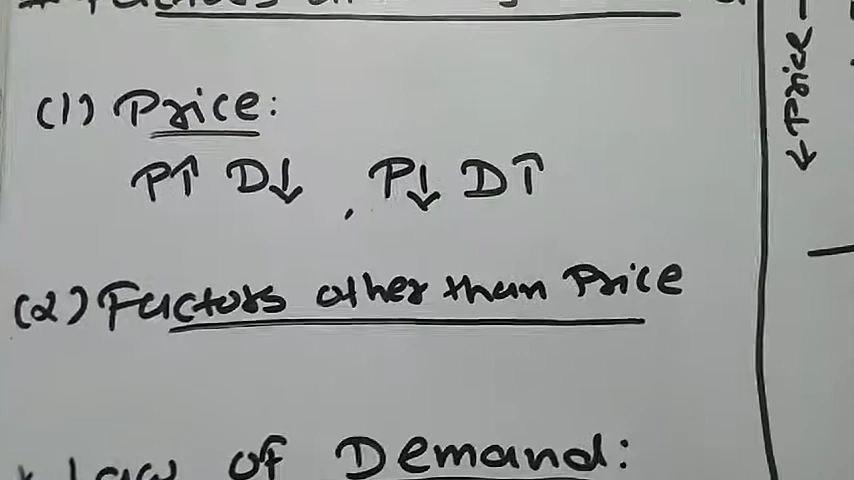 (1) Price:
P↑ D↓ , P↓ D↑
(2) Factors other than Price
Law of Demand:
← Price -